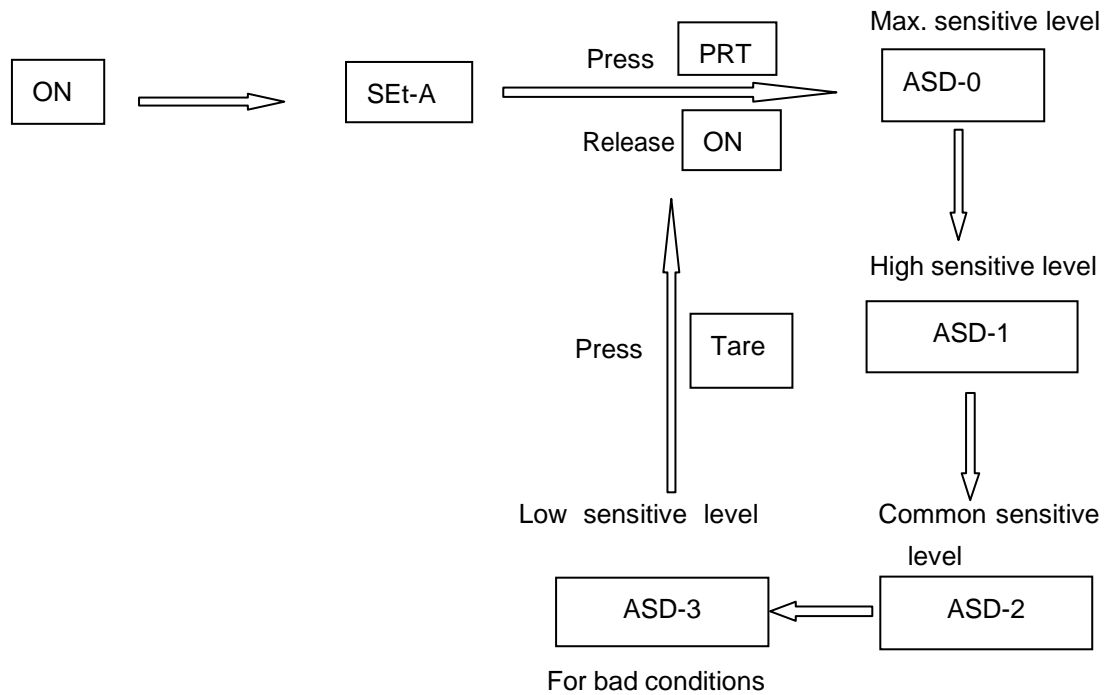 ON
SEt-A
Press
PRT
Release
ON
Max. sensitive level
ASD-0
High sensitive level
ASD-1
Press
Tare
Common sensitive
level
ASD-2
Low sensitive level
ASD-3
For bad conditions